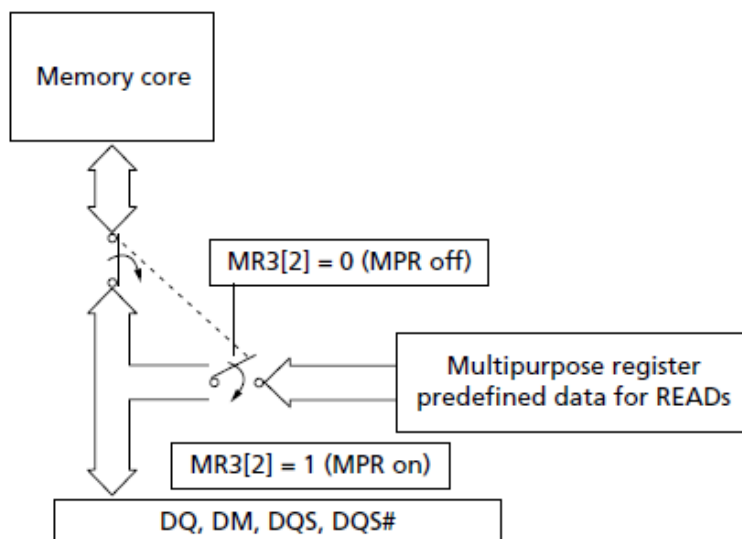 Memory core
MR3[2] = 0 (MPR off)
Multipurpose register
predefined data for READs
MR3[2] = 1 (MPR on)
DQ, DM, DQS, DQS#